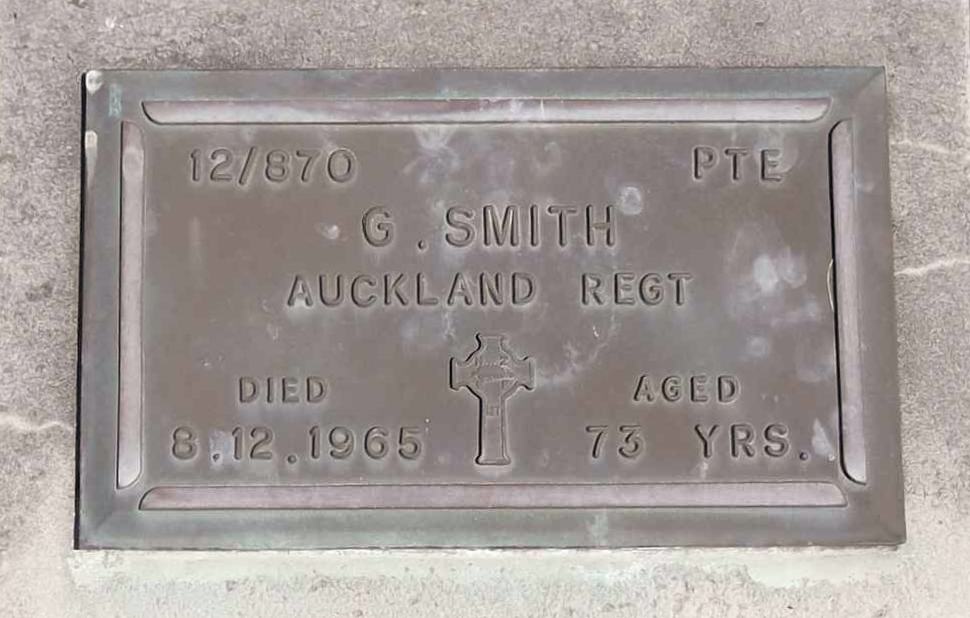 12/870 PTE
G. SMITH
AUCKLAND REGT
DIED AGED
8.12.1965 73 YRS.